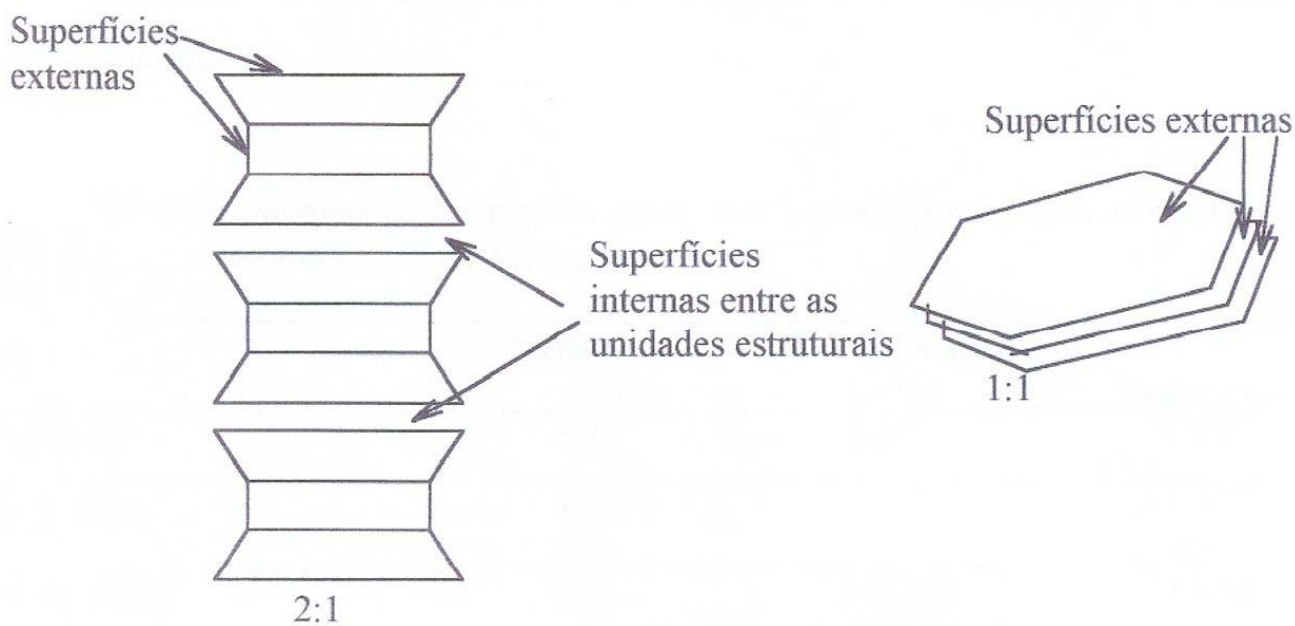 Superfícies
externas
Superfícies externas
Superfícies
internas entre as
unidades estruturais
1:1
2:1